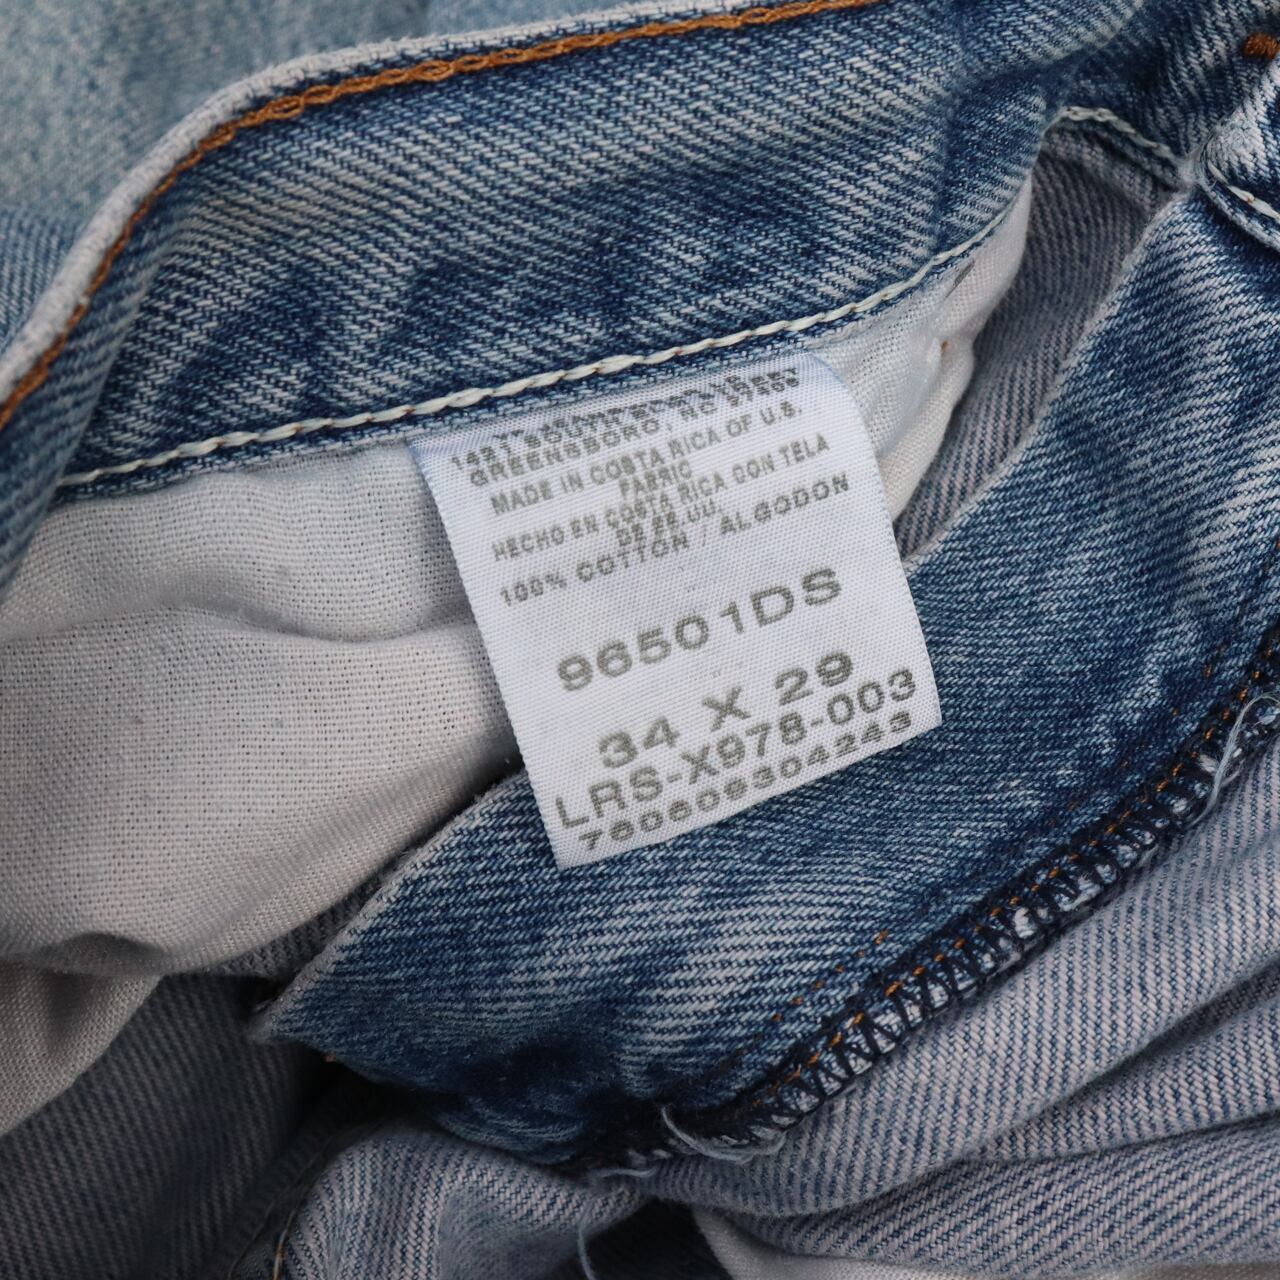 GREENSBORO, NC 27408
MADE IN COSTA RICA OF U.S.
FABRIC
HECHO EN COSTA RICA CON TELA
DE EE.UU.
100% COTTON / ALGODON
96501DS
34 X 29
LRS-X978-003